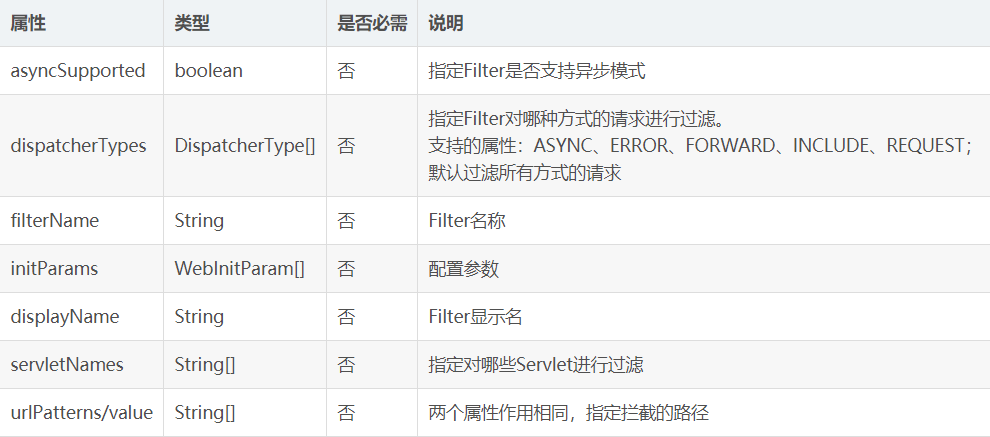 属性 类型 是否必需 说明
asyncSupported boolean 否 指定Filter是否支持异步模式
dispatcherTypes DispatcherType[] 否 指定Filter对哪种方式的请求进行过滤。
支持的属性：ASYNC、ERROR、FORWARD、INCLUDE、REQUEST；
默认过滤所有方式的请求
filterName String 否 Filter名称
initParams WebInitParam[] 否 配置参数
displayName String 否 Filter显示名
servletNames String[] 否 指定对哪些Servlet进行过滤
urlPatterns/value String[] 否 两个属性作用相同，指定拦截的路径